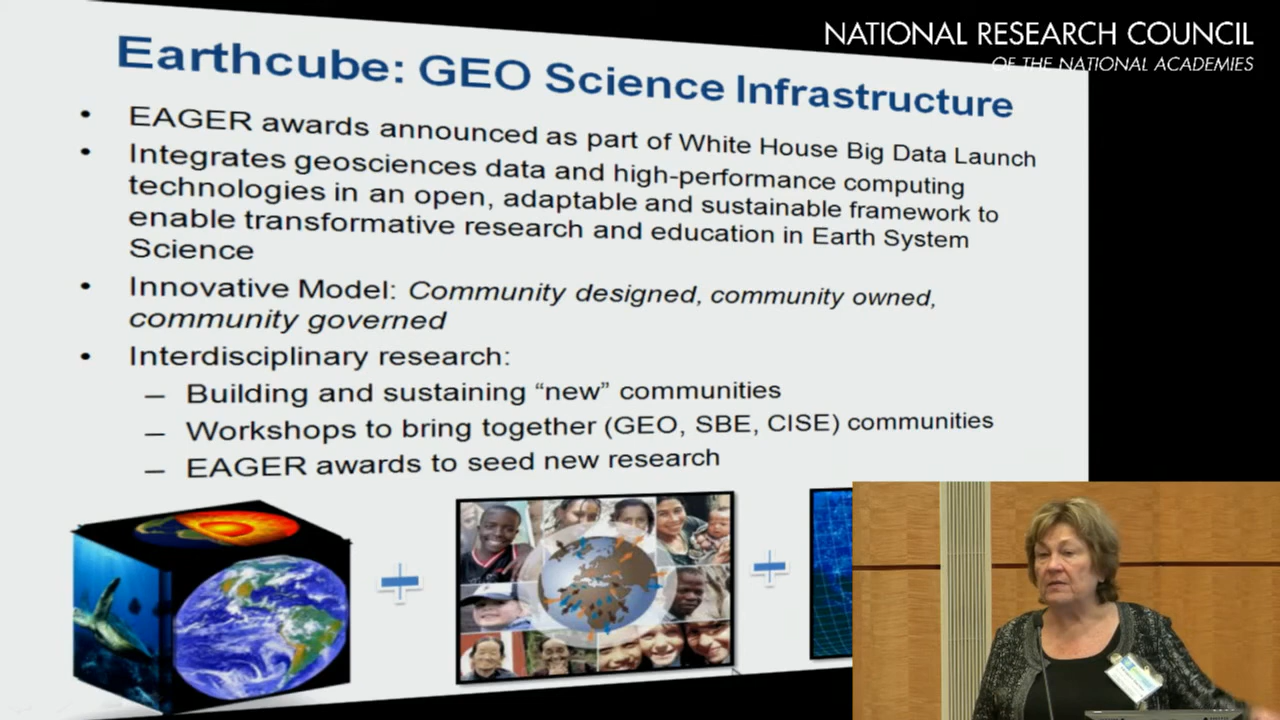 NATIONAL RESEARCH COUNCIL
OF THE NATIONAL ACADEMIES
Earthcube: GEO Science Infrastructure
• EAGER awards announced as part of White House Big Data Launch
• Integrates geosciences data and high-performance computing
technologies in an open, adaptable and sustainable framework to
enable transformative research and education in Earth System
Science
• Innovative Model: Community designed, community owned,
community governed
• Interdisciplinary research:
– Building and sustaining “new” communities
– Workshops to bring together (GEO, SBE, CISE) communities
– EAGER awards to seed new research